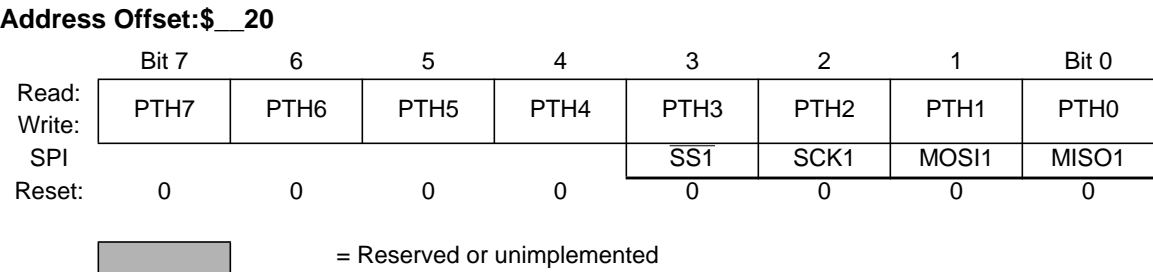 Address Offset:$__20
Bit 7 6 5 4 3 2 1 Bit 0
Read:
PTH7 PTH6 PTH5 PTH4 PTH3 PTH2 PTH1 PTH0
Write:
SPI SS1 SCK1 MOSI1 MISO1
Reset: 0 0 0 0 0 0 0 0
= Reserved or unimplemented